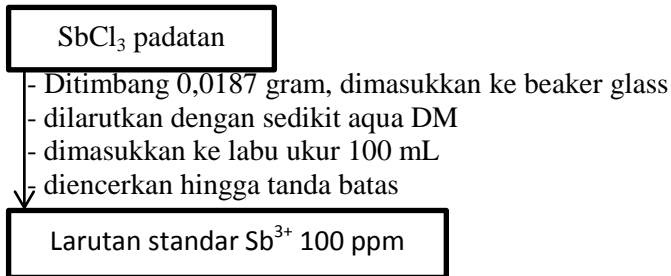 SbCl₃ padatan
- Ditimbang 0,0187 gram, dimasukkan ke beaker glass
- dilarutkan dengan sedikit aqua DM
- dimasukkan ke labu ukur 100 mL
- diencerkan hingga tanda batas
Larutan standar Sb³⁺ 100 ppm